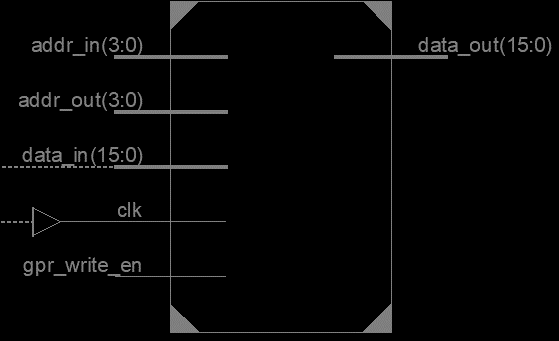 addr_in(3:0)
data_out(15:0)
addr_out(3:0)
data_in(15:0)
clk
gpr_write_en